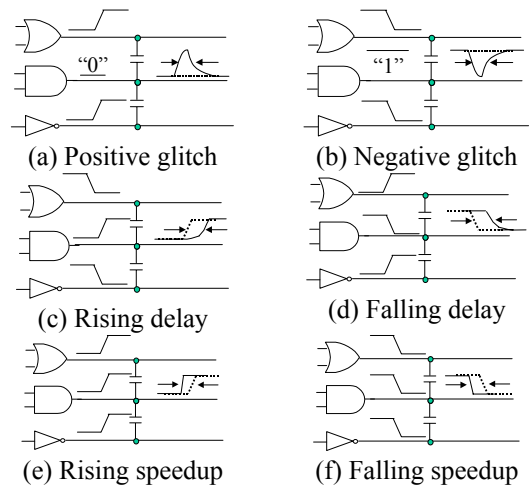 “0”
“1”
(a) Positive glitch
(b) Negative glitch
(c) Rising delay
(d) Falling delay
(e) Rising speedup
(f) Falling speedup